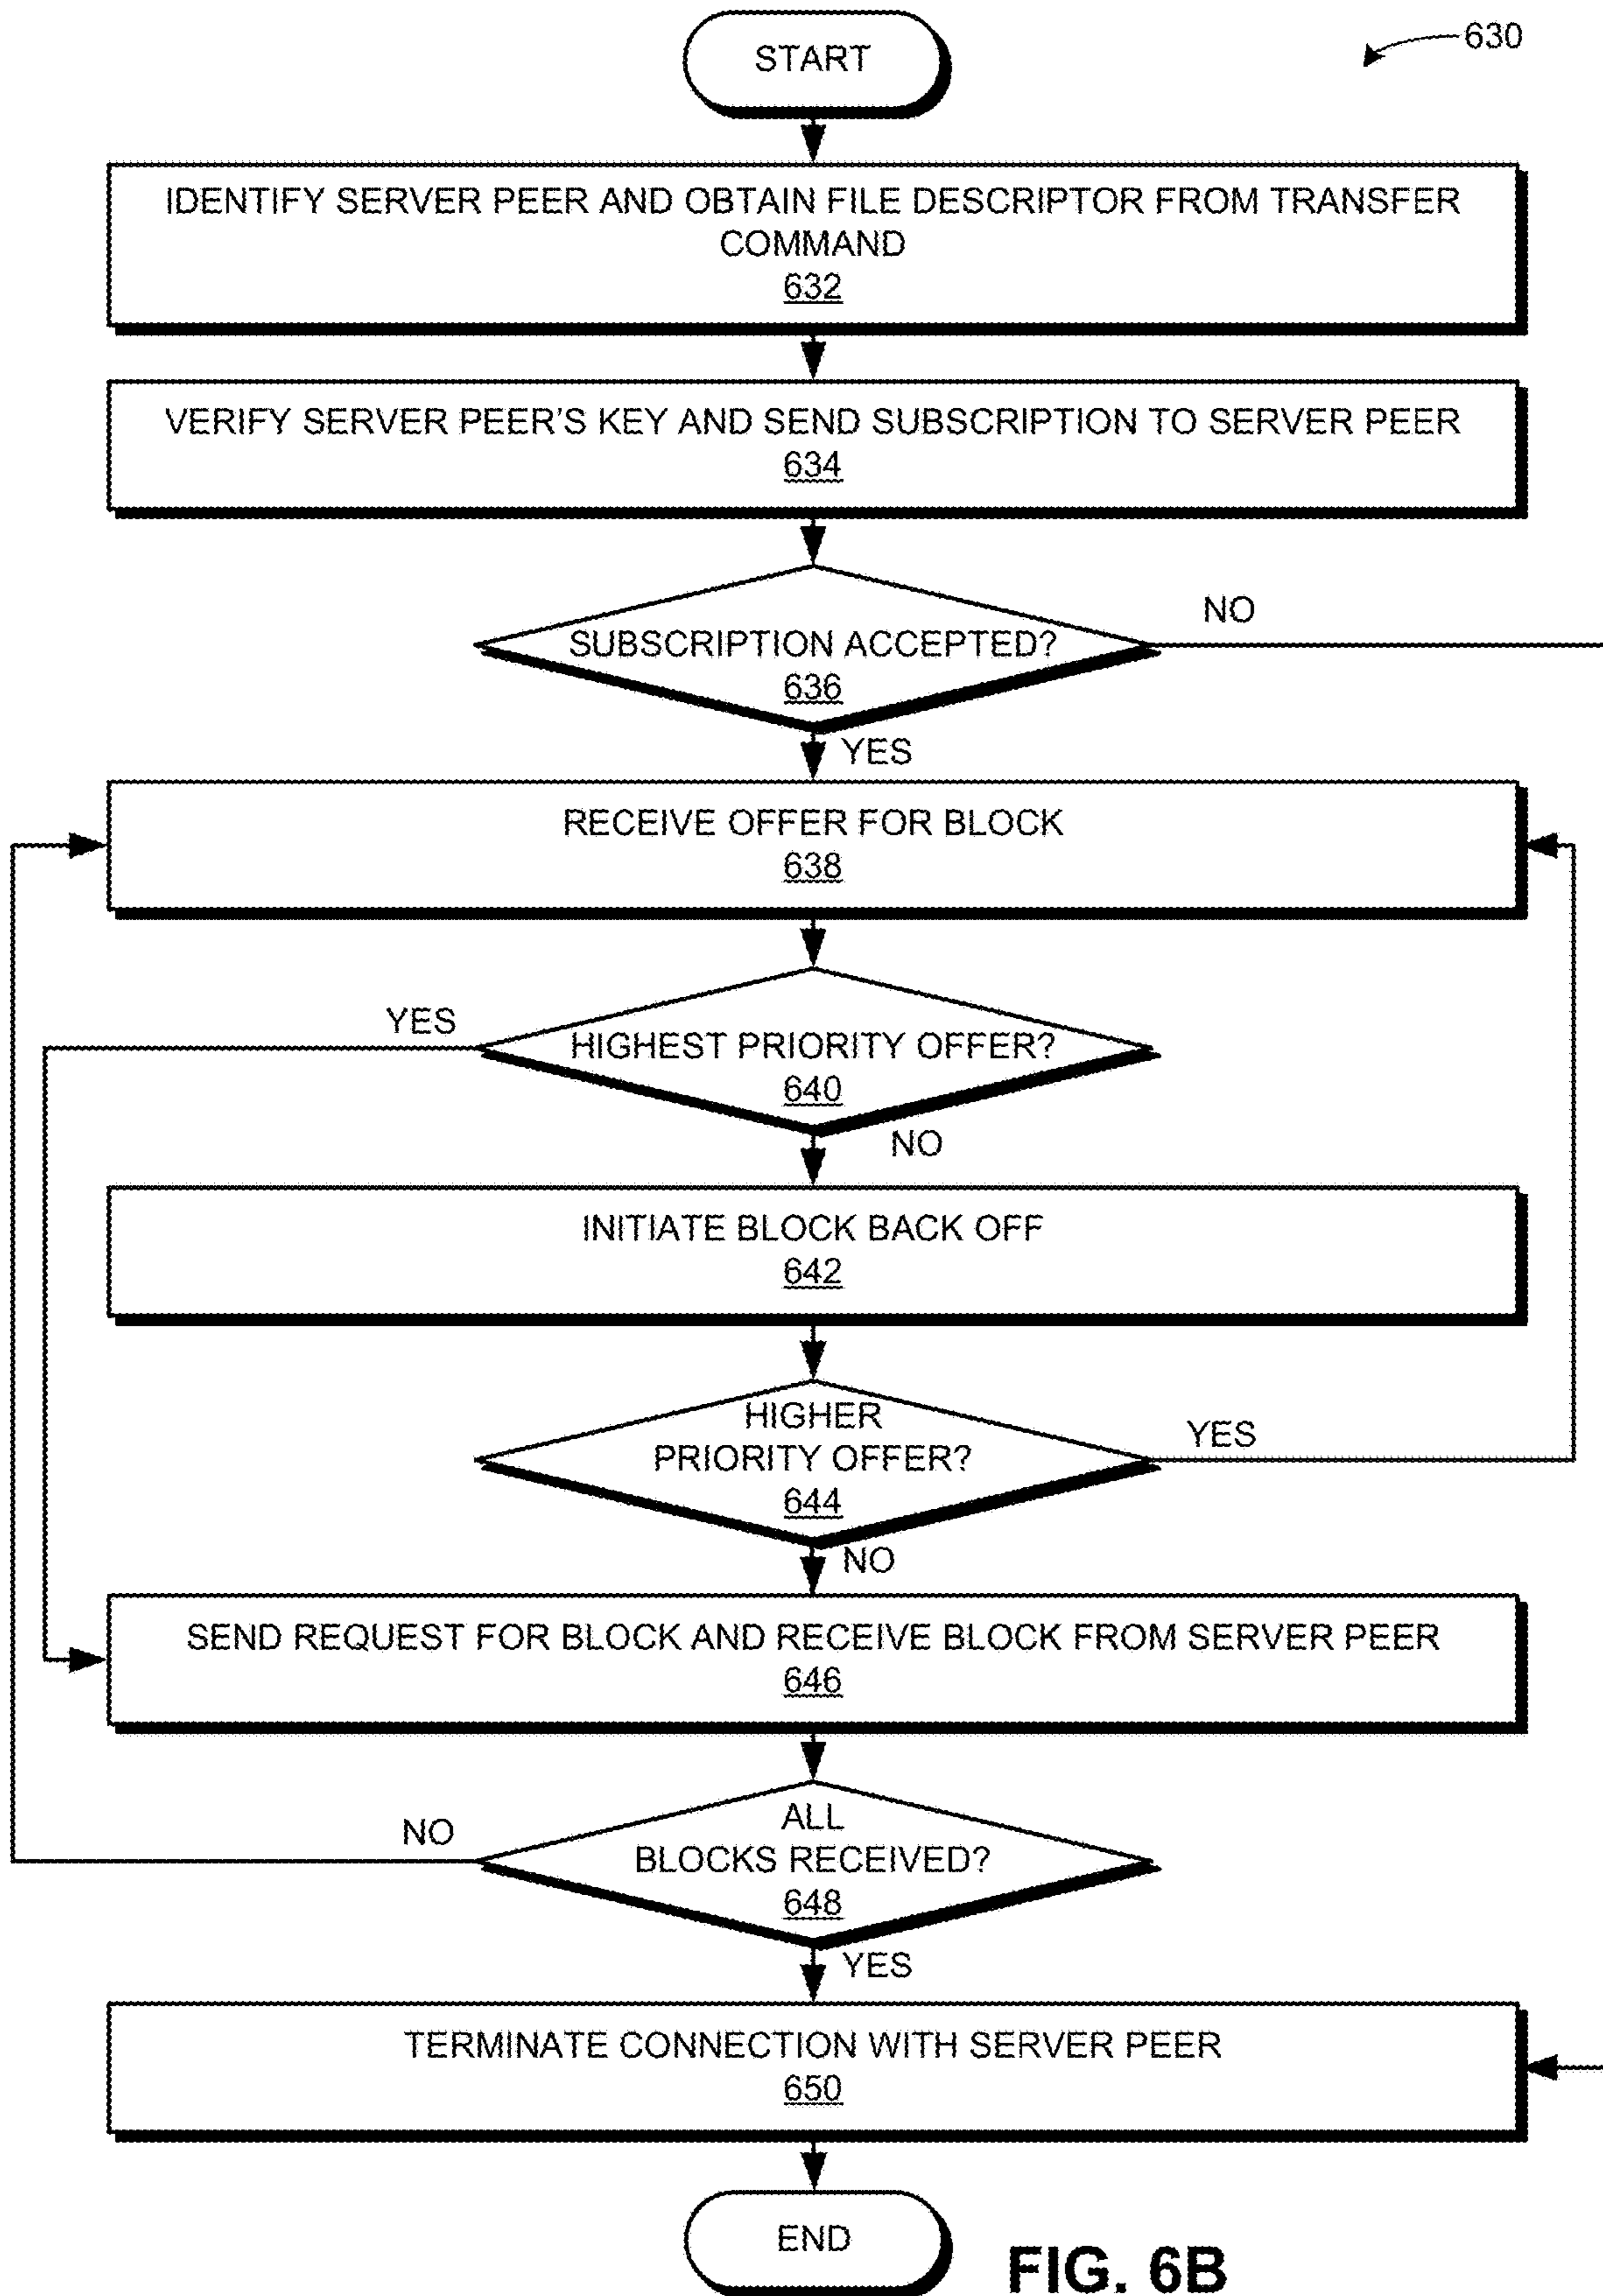 START
630
IDENTIFY SERVER PEER AND OBTAIN FILE DESCRIPTOR FROM TRANSFER
COMMAND
632
VERIFY SERVER PEER'S KEY AND SEND SUBSCRIPTION TO SERVER PEER
634
NO
SUBSCRIPTION ACCEPTED?
636
YES
RECEIVE OFFER FOR BLOCK
638
YES
HIGHEST PRIORITY OFFER?
640
NO
INITIATE BLOCK BACK OFF
642
HIGHER
PRIORITY OFFER?
644
YES
NO
SEND REQUEST FOR BLOCK AND RECEIVE BLOCK FROM SERVER PEER
646
NO
ALL
BLOCKS RECEIVED?
648
YES
TERMINATE CONNECTION WITH SERVER PEER
650
END
FIG. 6B